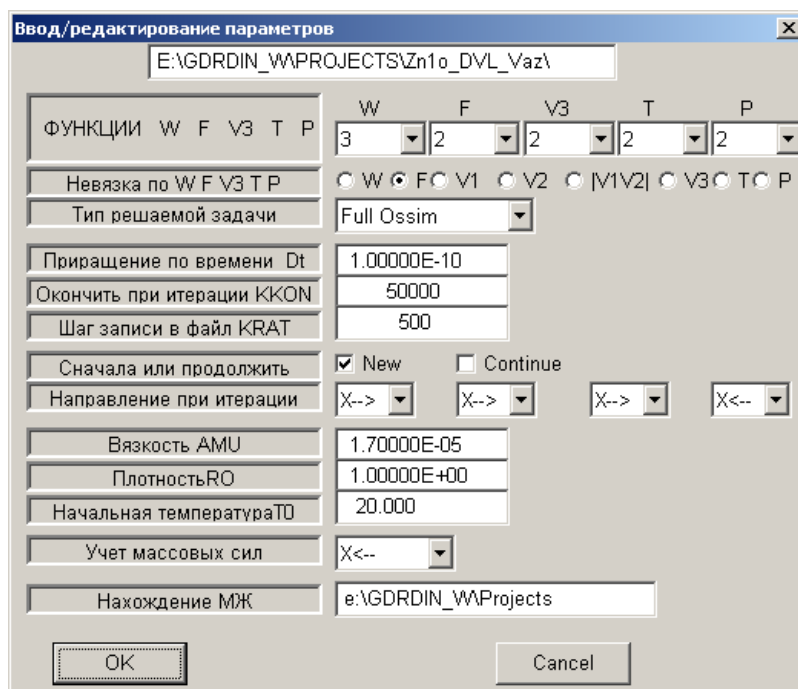 Ввод/редактирование параметров
E:\GDRDIN_W\PROJECTS\Zn1o_DVL_Vaz\
W F V3 T P
ФУНКЦИИ W F V3 T P 3 2 2 2 2
Невязка по W F V3 T P W F V1 V2 |V1V2| V3 T P
Тип решаемой задачи Full Ossim
Приращение по времени Dt 1.00000E-10
Окончить при итерации KKON 50000
Шаг записи в файл KRAT 500
Сначала или продолжить New Continue
Направление при итерации X--> X--> X--> X<--
Вязкость AMU 1.70000E-05
ПлотностьRO 1.00000E+00
Начальная температураT0 20.000
Учет массовых сил X<--
Нахождение МЖ e:\GDRDIN_W\Projects
OK Cancel